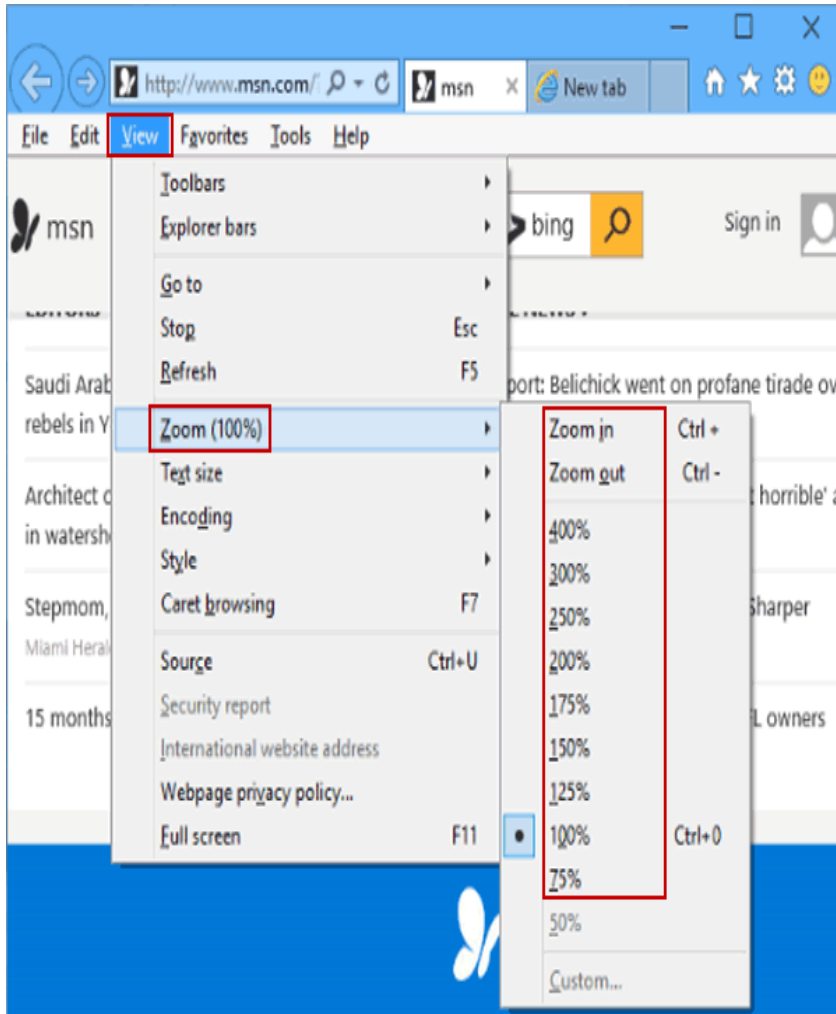 http://www.msn.com/
msn
New tab
File Edit View Favorites Tools Help
msn
bing
Sign in
Toolbars
Explorer bars
Go to
Stop Esc
Refresh F5
Saudi Arab
port: Belichick went on profane tirade ov
rebels in Y
Zoom (100%)
Zoom in Ctrl +
Text size
Zoom out Ctrl -
Architect o
horrible' a
Encoding
400%
in watersh
Style
300%
Stepmom,
Caret browsing F7
250%
Sharper
Miami Heral
Source Ctrl+U
200%
15 months
Security report
175%
L owners
International website address
150%
Webpage privacy policy...
125%
Full screen F11
100% Ctrl+0
75%
50%
Custom...